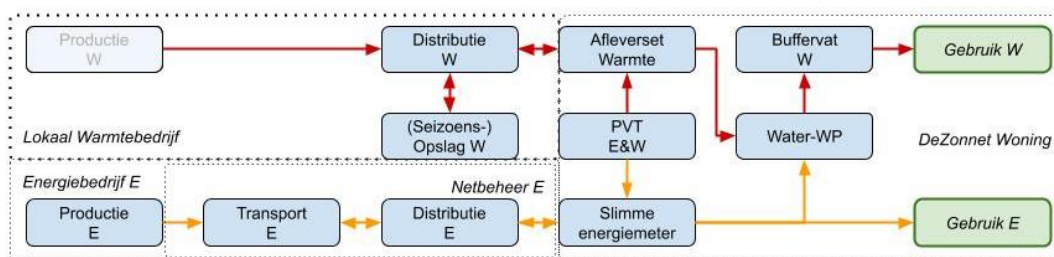 Productie
W
Distributie
W
Afleverset
Warmte
Buffervat
W
Gebruik W
Lokaal Warmtebedrijf
(Seizoens-)
Opslag W
PVT
E&W
Water-WP
DeZonnet Woning
Energiebedrijf E
Netbeheer E
Productie
E
Transport
E
Distributie
E
Slimme
energiemeter
Gebruik E